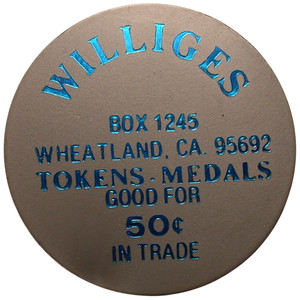 WILLIGES
BOX 1245
WHEATLAND, CA. 95692
TOKENS - MEDALS
GOOD FOR
50¢
IN TRADE